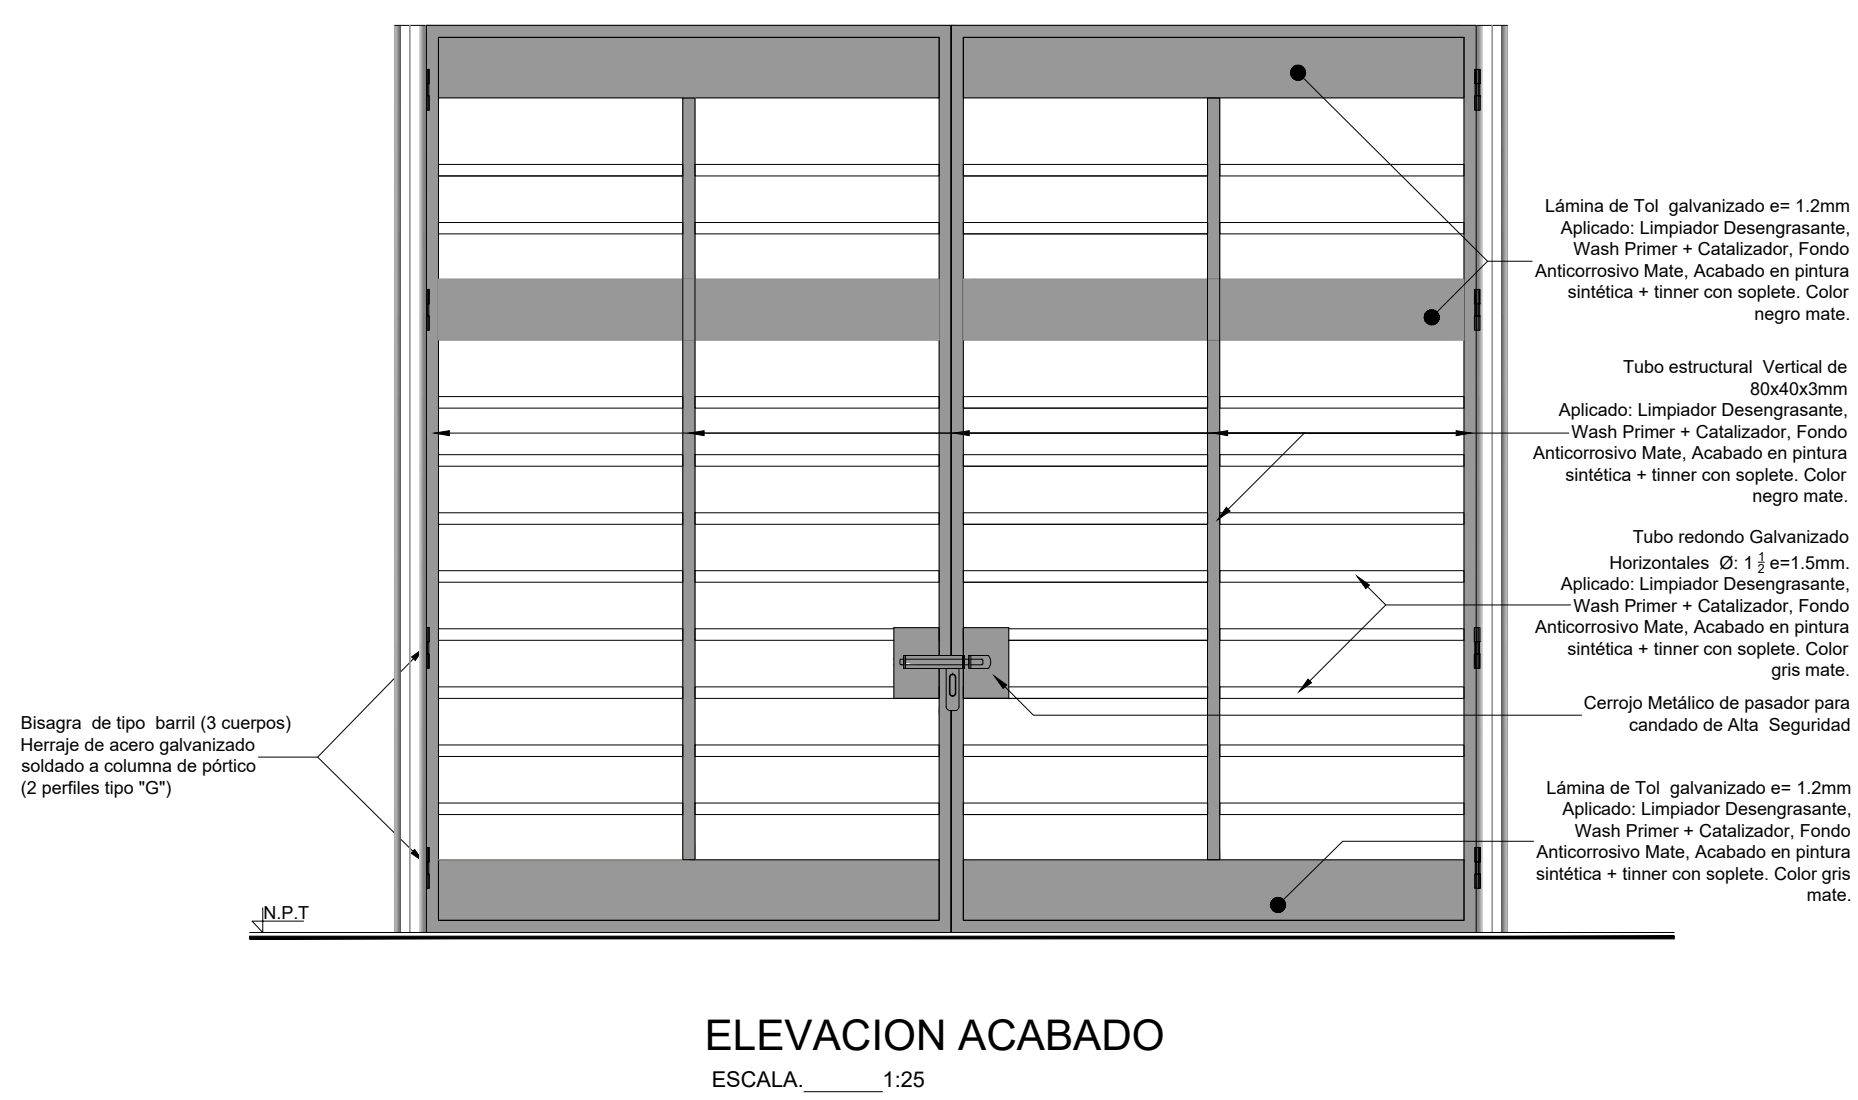 Lámina de Tol galvanizado e= 1.2mm
Aplicado: Limpiador Desengrasante,
Wash Primer + Catalizador, Fondo
Anticorrosivo Mate, Acabado en pintura
sintética + tinner con soplete. Color
negro mate.
Tubo estructural Vertical de
80x40x3mm
Aplicado: Limpiador Desengrasante,
Wash Primer + Catalizador, Fondo
Anticorrosivo Mate, Acabado en pintura
sintética + tinner con soplete. Color
negro mate.
Tubo redondo Galvanizado
Horizontales Ø: 1 1/2 e=1.5mm.
Aplicado: Limpiador Desengrasante,
Wash Primer + Catalizador, Fondo
Anticorrosivo Mate, Acabado en pintura
sintética + tinner con soplete. Color
gris mate.
Cerrojo Metálico de pasador para
candado de Alta Seguridad
Lámina de Tol galvanizado e= 1.2mm
Aplicado: Limpiador Desengrasante,
Wash Primer + Catalizador, Fondo
Anticorrosivo Mate, Acabado en pintura
sintética + tinner con soplete. Color gris
mate.
Bisagra de tipo barril (3 cuerpos)
Herraje de acero galvanizado
soldado a columna de pórtico
(2 perfiles tipo "G")
N.P.T
ELEVACION ACABADO
ESCALA._______1:25